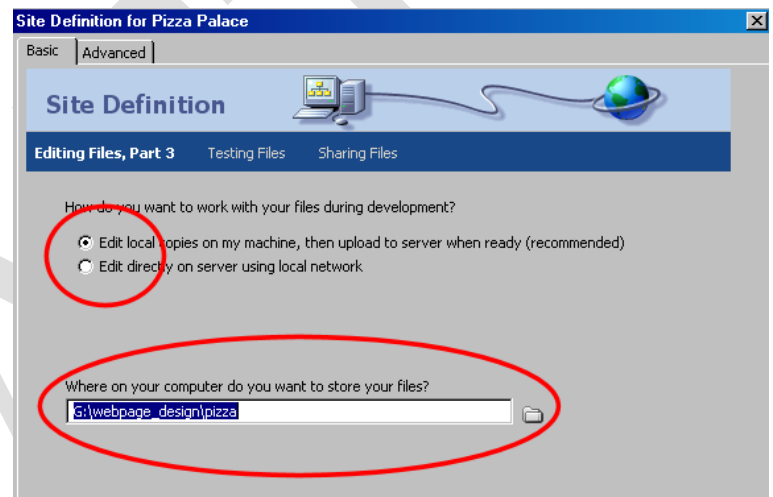 Site Definition for Pizza Palace
Basic Advanced
Site Definition
Editing Files, Part 3 Testing Files Sharing Files
How do you want to work with your files during development?
Edit local copies on my machine, then upload to server when ready (recommended)
Edit directly on server using local network
Where on your computer do you want to store your files?
G:\webpage_design\pizza